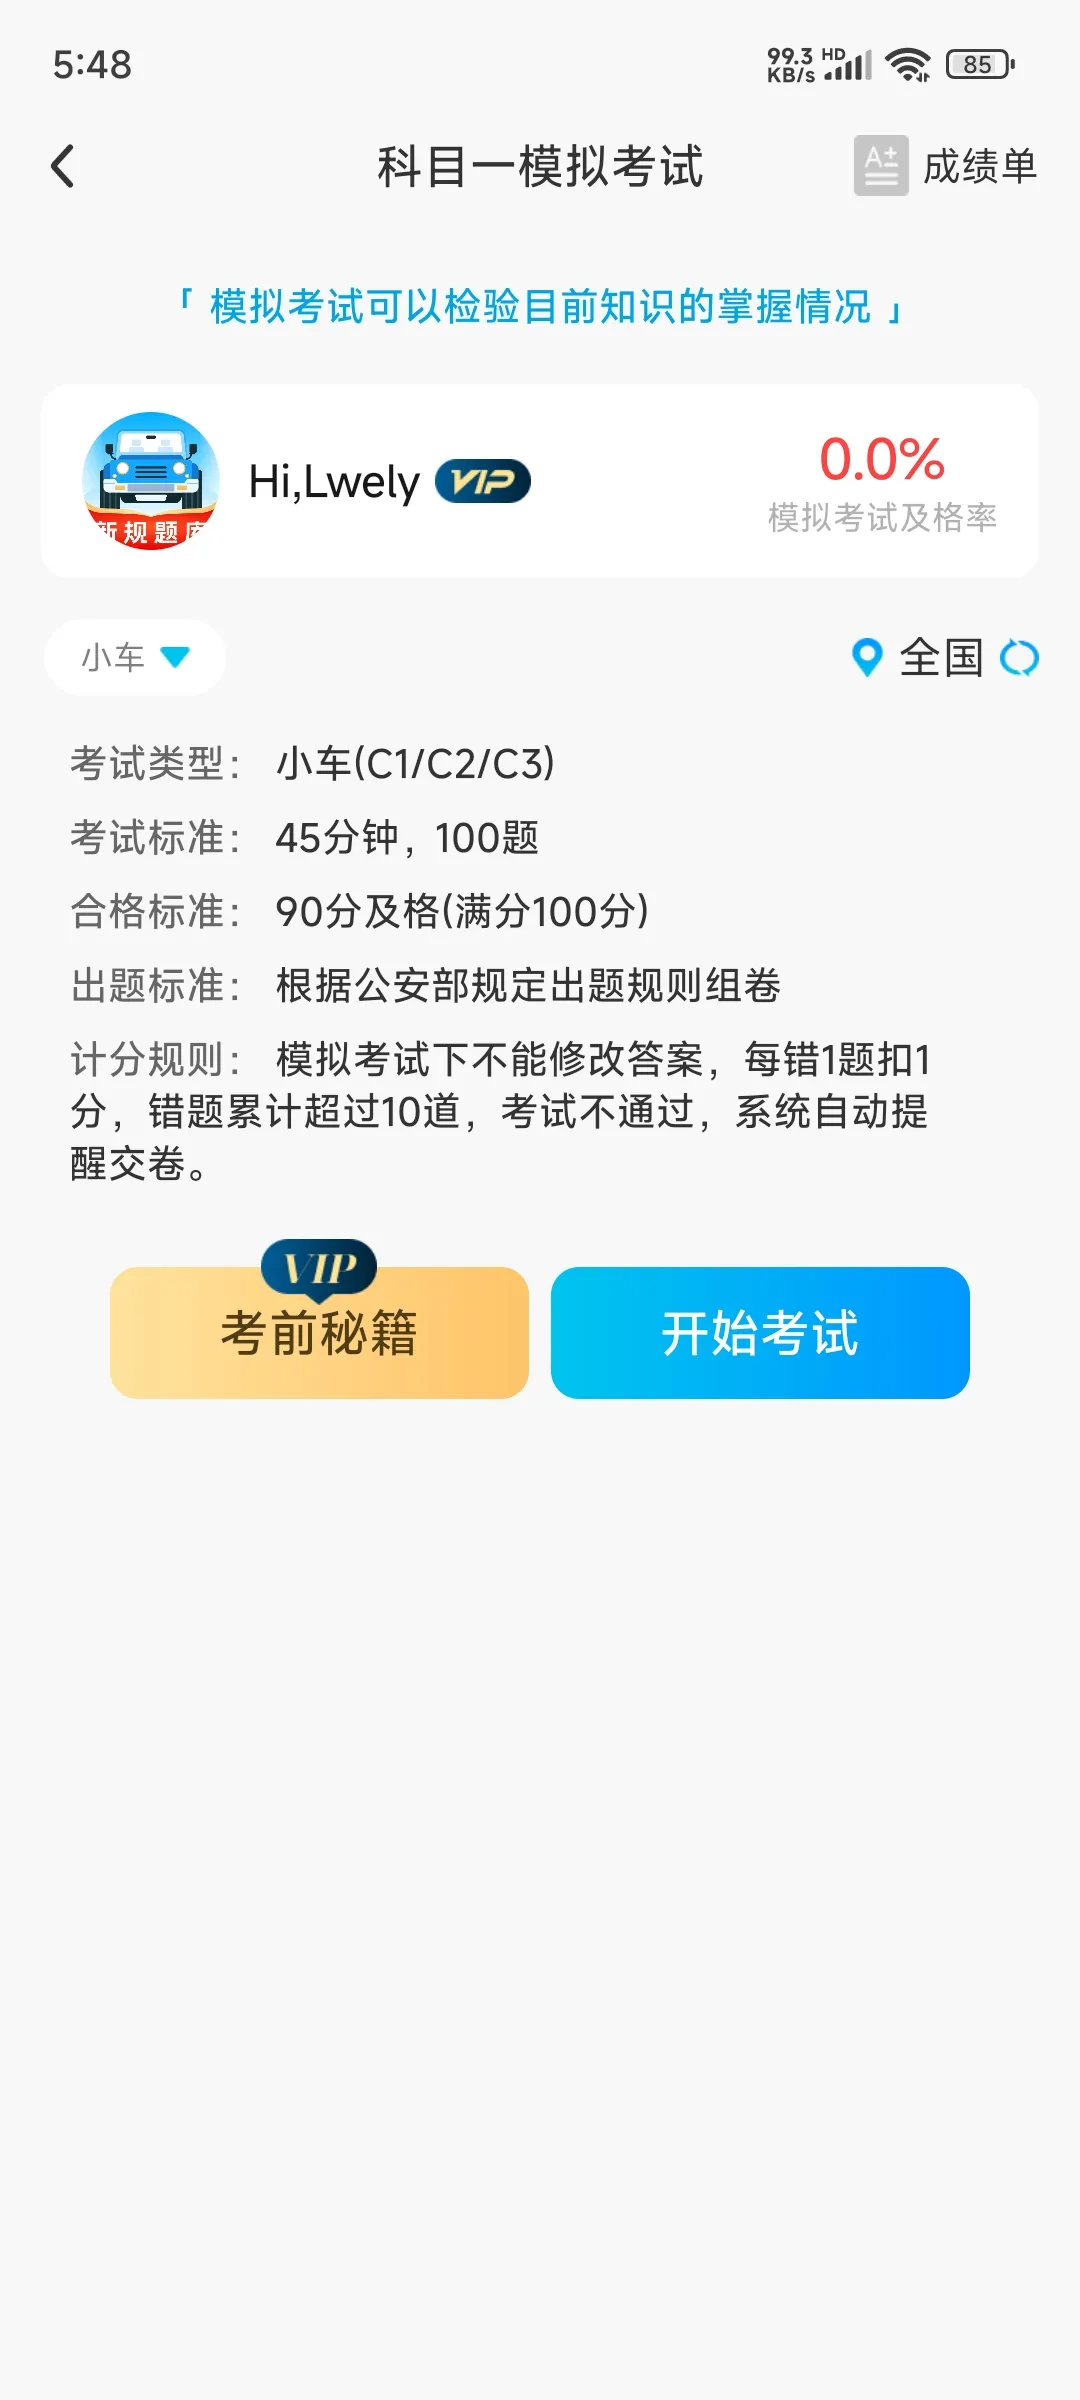 5:48
99.3 KB/s HD 85
科目一模拟考试
A+ 成绩单
「 模拟考试可以检验目前知识的掌握情况 」
新规题库
Hi,Lwely VIP
0.0%
模拟考试及格率
小车
全国
考试类型： 小车(C1/C2/C3)
考试标准： 45分钟，100题
合格标准： 90分及格(满分100分)
出题标准： 根据公安部规定出题规则组卷
计分规则： 模拟考试下不能修改答案，每错1题扣1
分，错题累计超过10道，考试不通过，系统自动提
醒交卷。
VIP
考前秘籍
开始考试